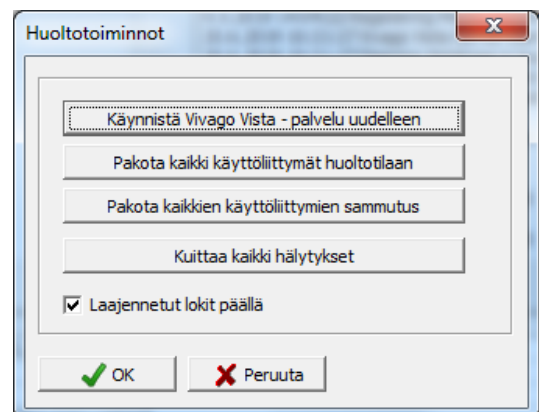 Huoltotoiminnot
Käynnistä Vivago Vista - palvelu uudelleen
Pakota kaikki käyttöliittymät huoltotilaan
Pakota kaikkien käyttöliittymien sammutus
Kuittaa kaikki hälytykset
Laajennetut lokit päällä
OK
Peruuta